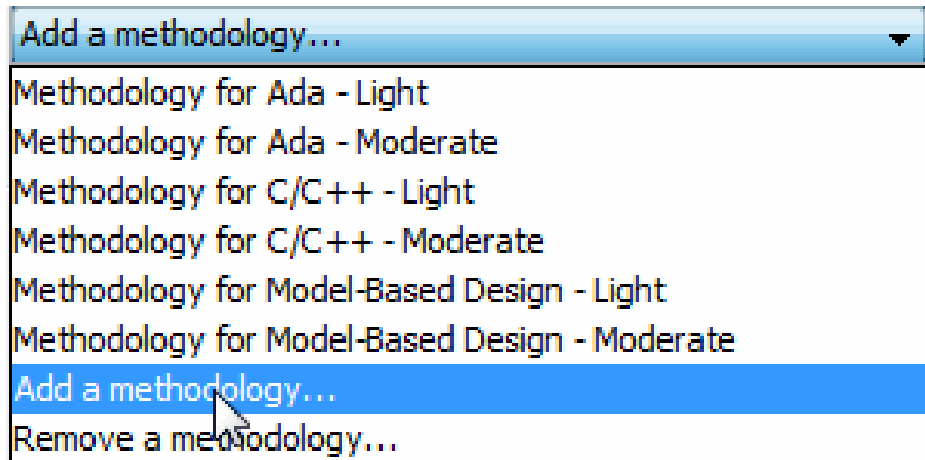 Add a methodology...
Methodology for Ada - Light
Methodology for Ada - Moderate
Methodology for C/C++ - Light
Methodology for C/C++ - Moderate
Methodology for Model-Based Design - Light
Methodology for Model-Based Design - Moderate
Add a methodology...
Remove a methodology...